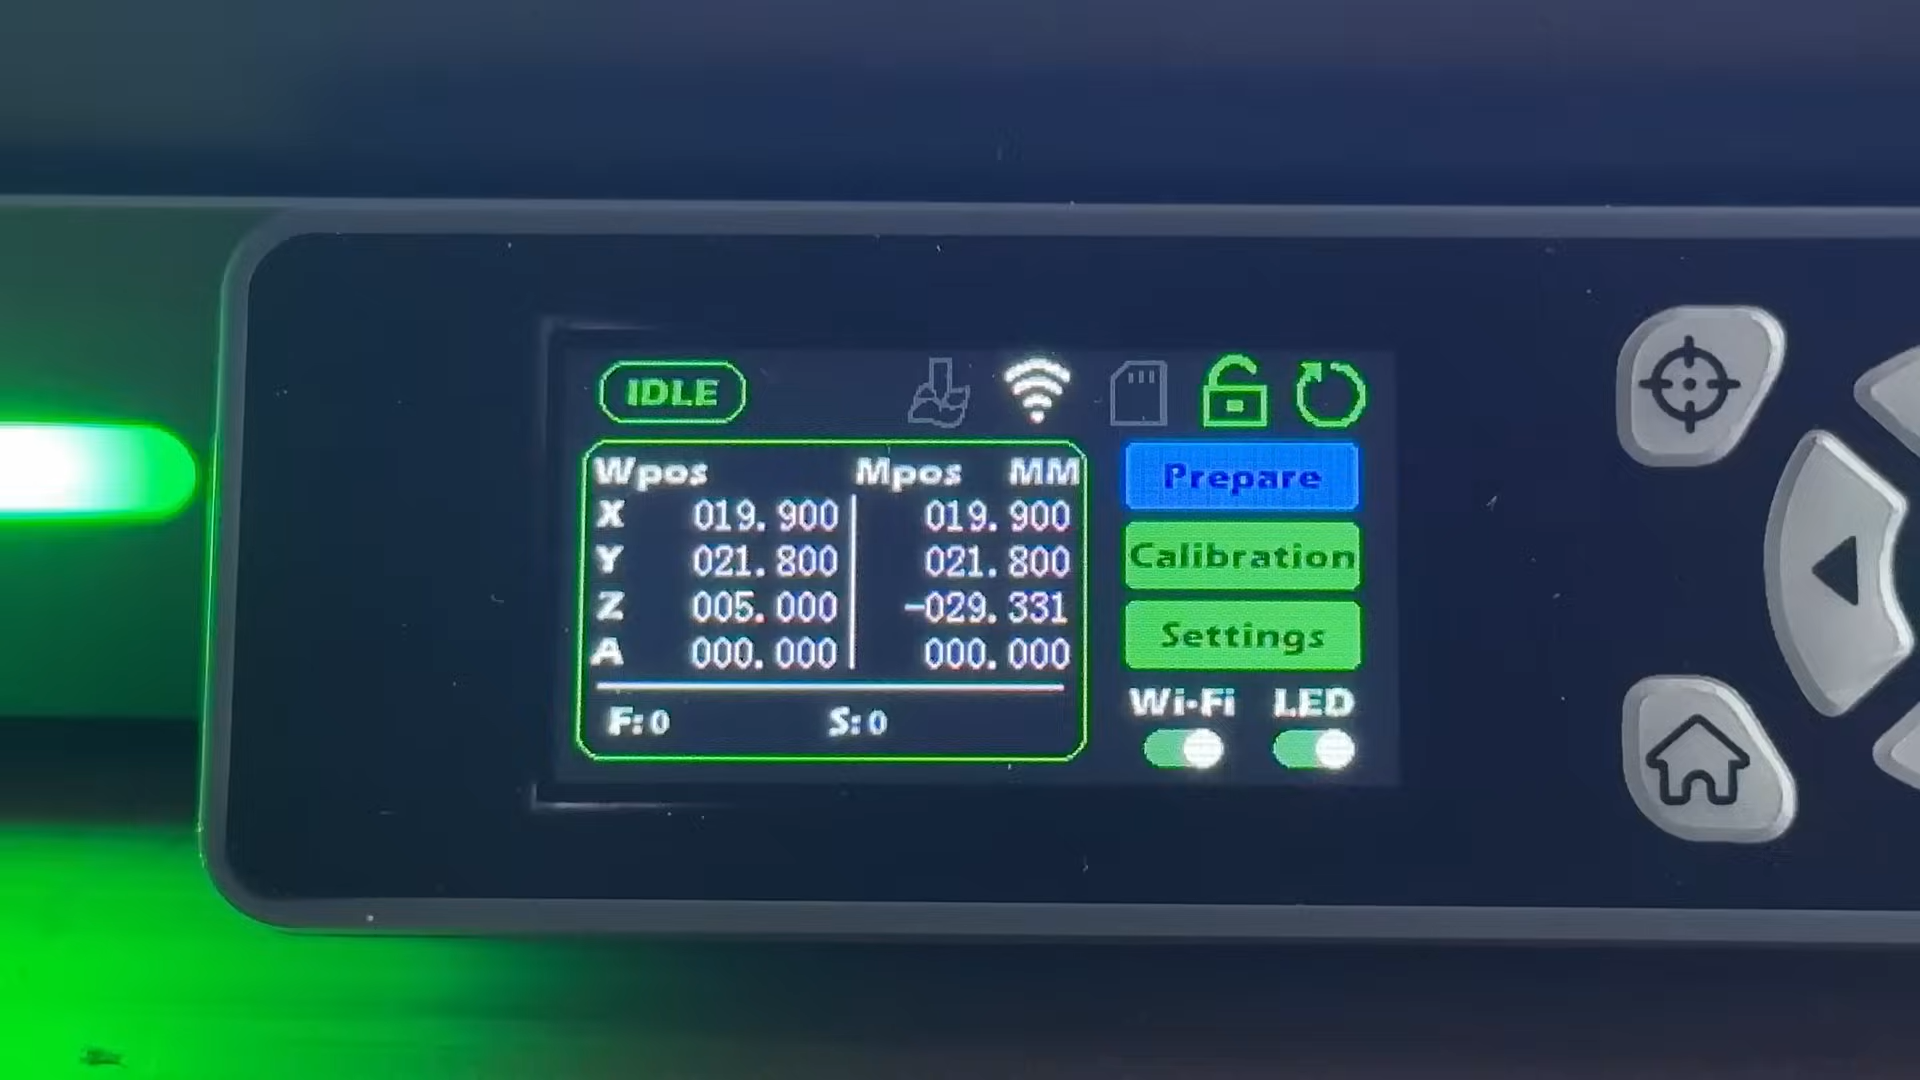 IDLE
Wpos Mpos MM
X 019.900 019.900
Y 021.800 021.800
Z 005.000 -029.331
A 000.000 000.000
F:0 S:0
Prepare
Calibration
Settings
Wi-Fi LED